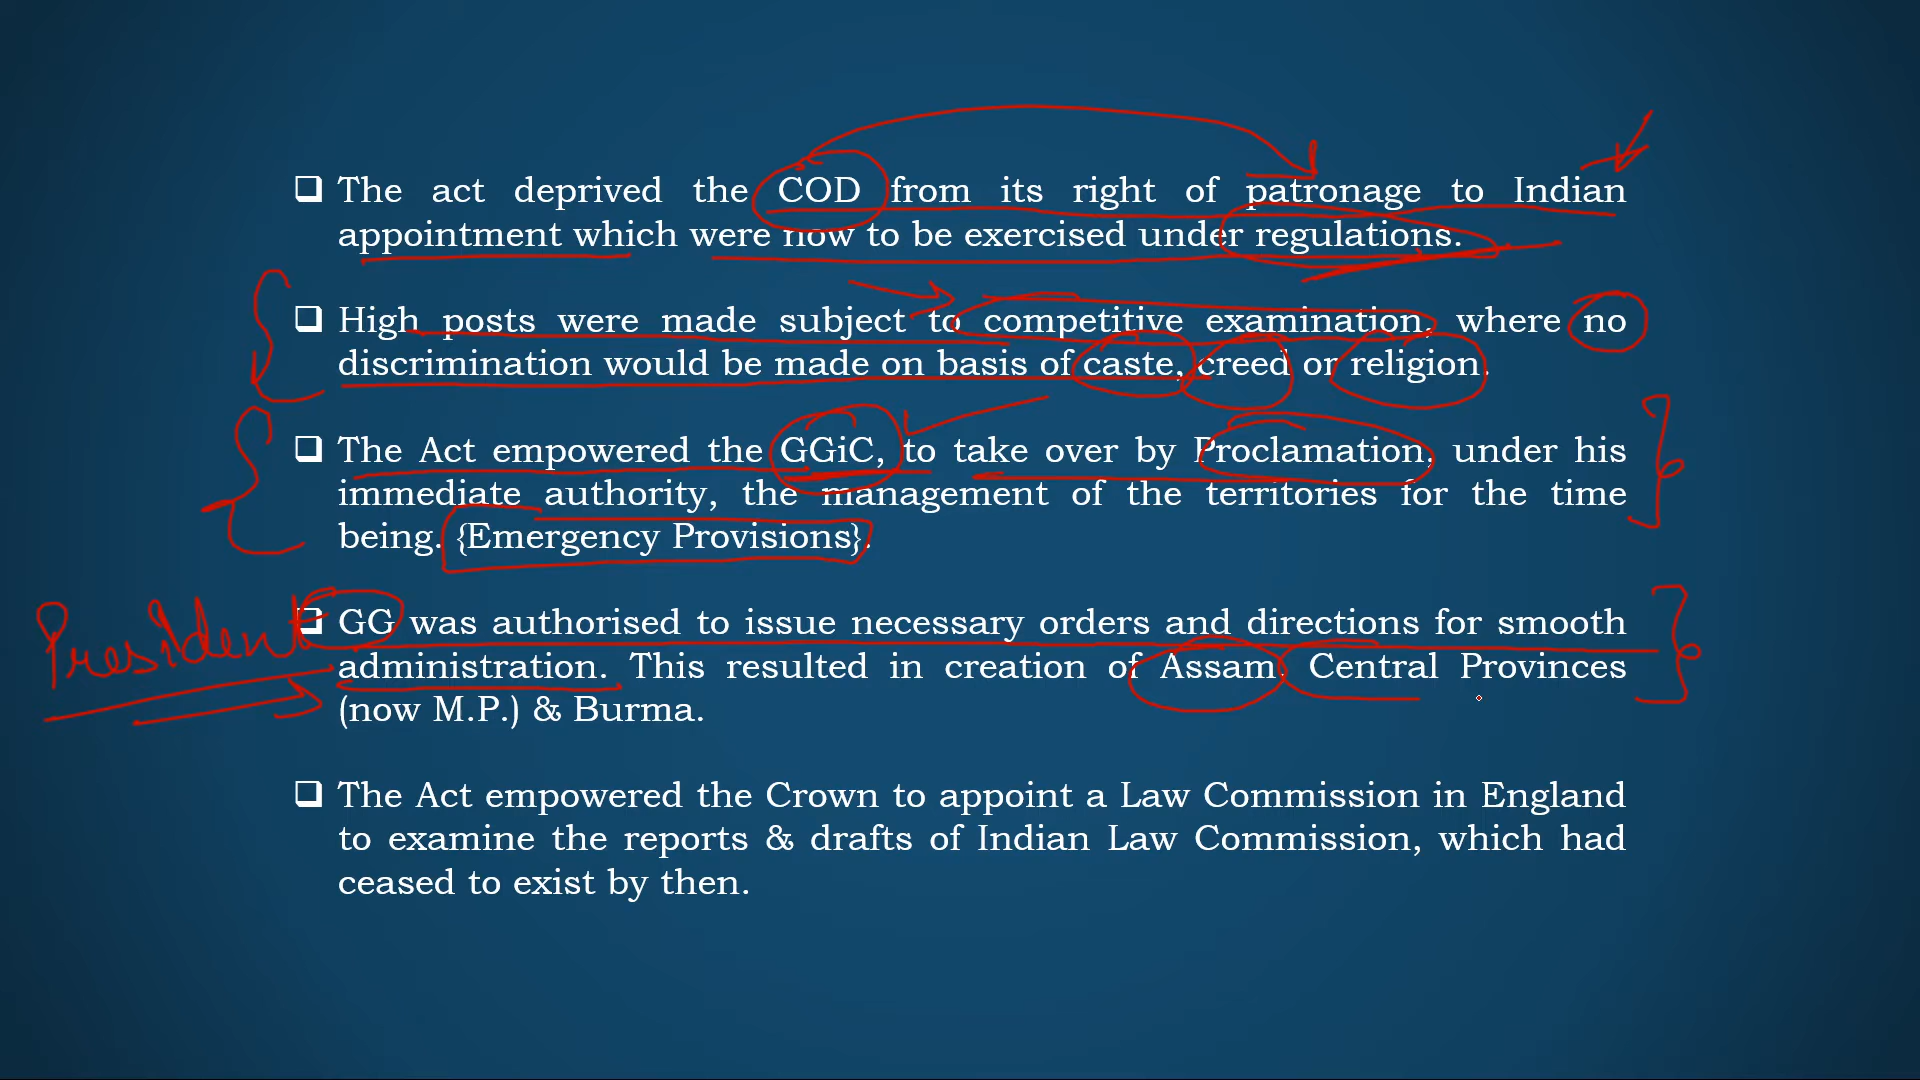 ❑ The act deprived the COD from its right of patronage to Indian
appointment which were now to be exercised under regulations.
❑ High posts were made subject to competitive examination, where no
discrimination would be made on basis of caste, creed or religion.
❑ The Act empowered the GGiC, to take over by Proclamation, under his
immediate authority, the management of the territories for the time
being. {Emergency Provisions}.
President
❑ GG was authorised to issue necessary orders and directions for smooth
administration. This resulted in creation of Assam, Central Provinces
(now M.P.) & Burma.
❑ The Act empowered the Crown to appoint a Law Commission in England
to examine the reports & drafts of Indian Law Commission, which had
ceased to exist by then.